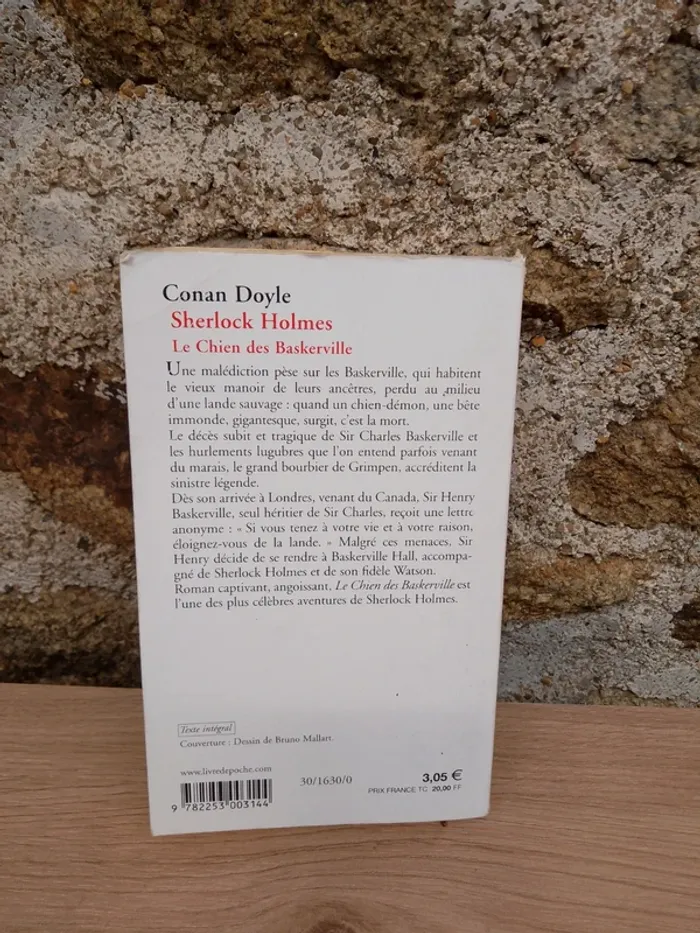 Conan Doyle
Sherlock Holmes
Le Chien des Baskerville
Une malédiction pèse sur les Baskerville, qui habitent
le vieux manoir de leurs ancêtres, perdu au milieu
d'une lande sauvage : quand un chien-démon, une bête
immonde, gigantesque, surgit, c'est la mort.
Le décès subit et tragique de Sir Charles Baskerville et
les hurlements lugubres que l'on entend parfois venant
du marais, le grand bourbier de Grimpen, accréditent la
sinistre légende.
Dès son arrivée à Londres, venant du Canada, Sir Henry
Baskerville, seul héritier de Sir Charles, reçoit une lettre
anonyme : « Si vous tenez à votre vie et à votre raison,
éloignez-vous de la lande. » Malgré ces menaces, Sir
Henry décide de se rendre à Baskerville Hall, accompa-
gné de Sherlock Holmes et de son fidèle Watson.
Roman captivant, angoissant, Le Chien des Baskerville est
l'une des plus célèbres aventures de Sherlock Holmes.
Texte intégral
Couverture : Dessin de Bruno Mallart.
www.livredepoche.com
30/1630/0
3,05 €
PRIX FRANCE TC 20,00 FF
9 782253 003144